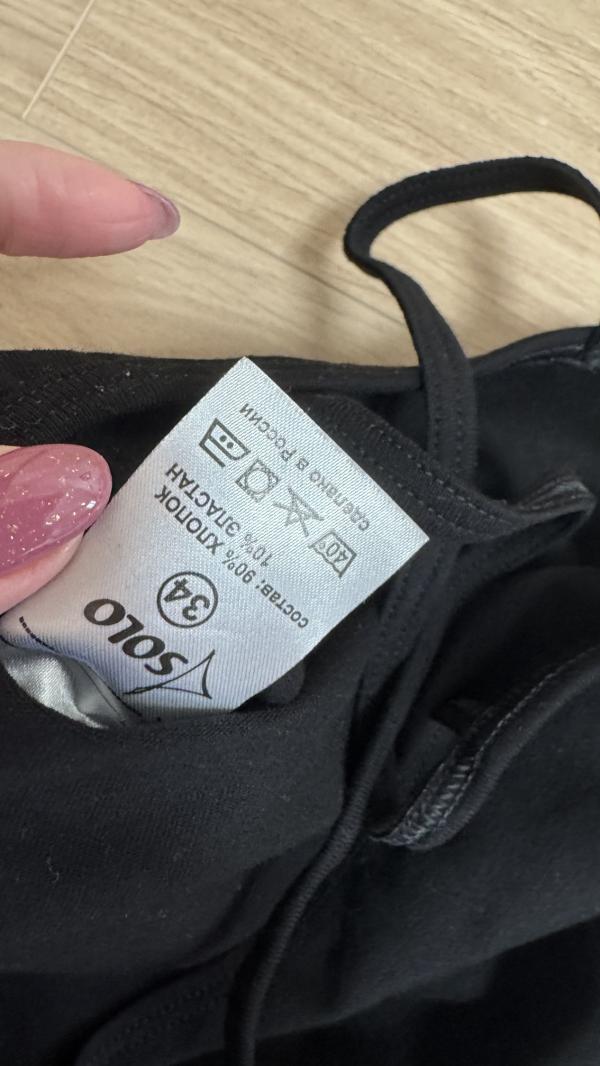 SOLO
34
состав: 90% ХЛОПОК
10% ЭЛАСТАН
40°
сделано в России